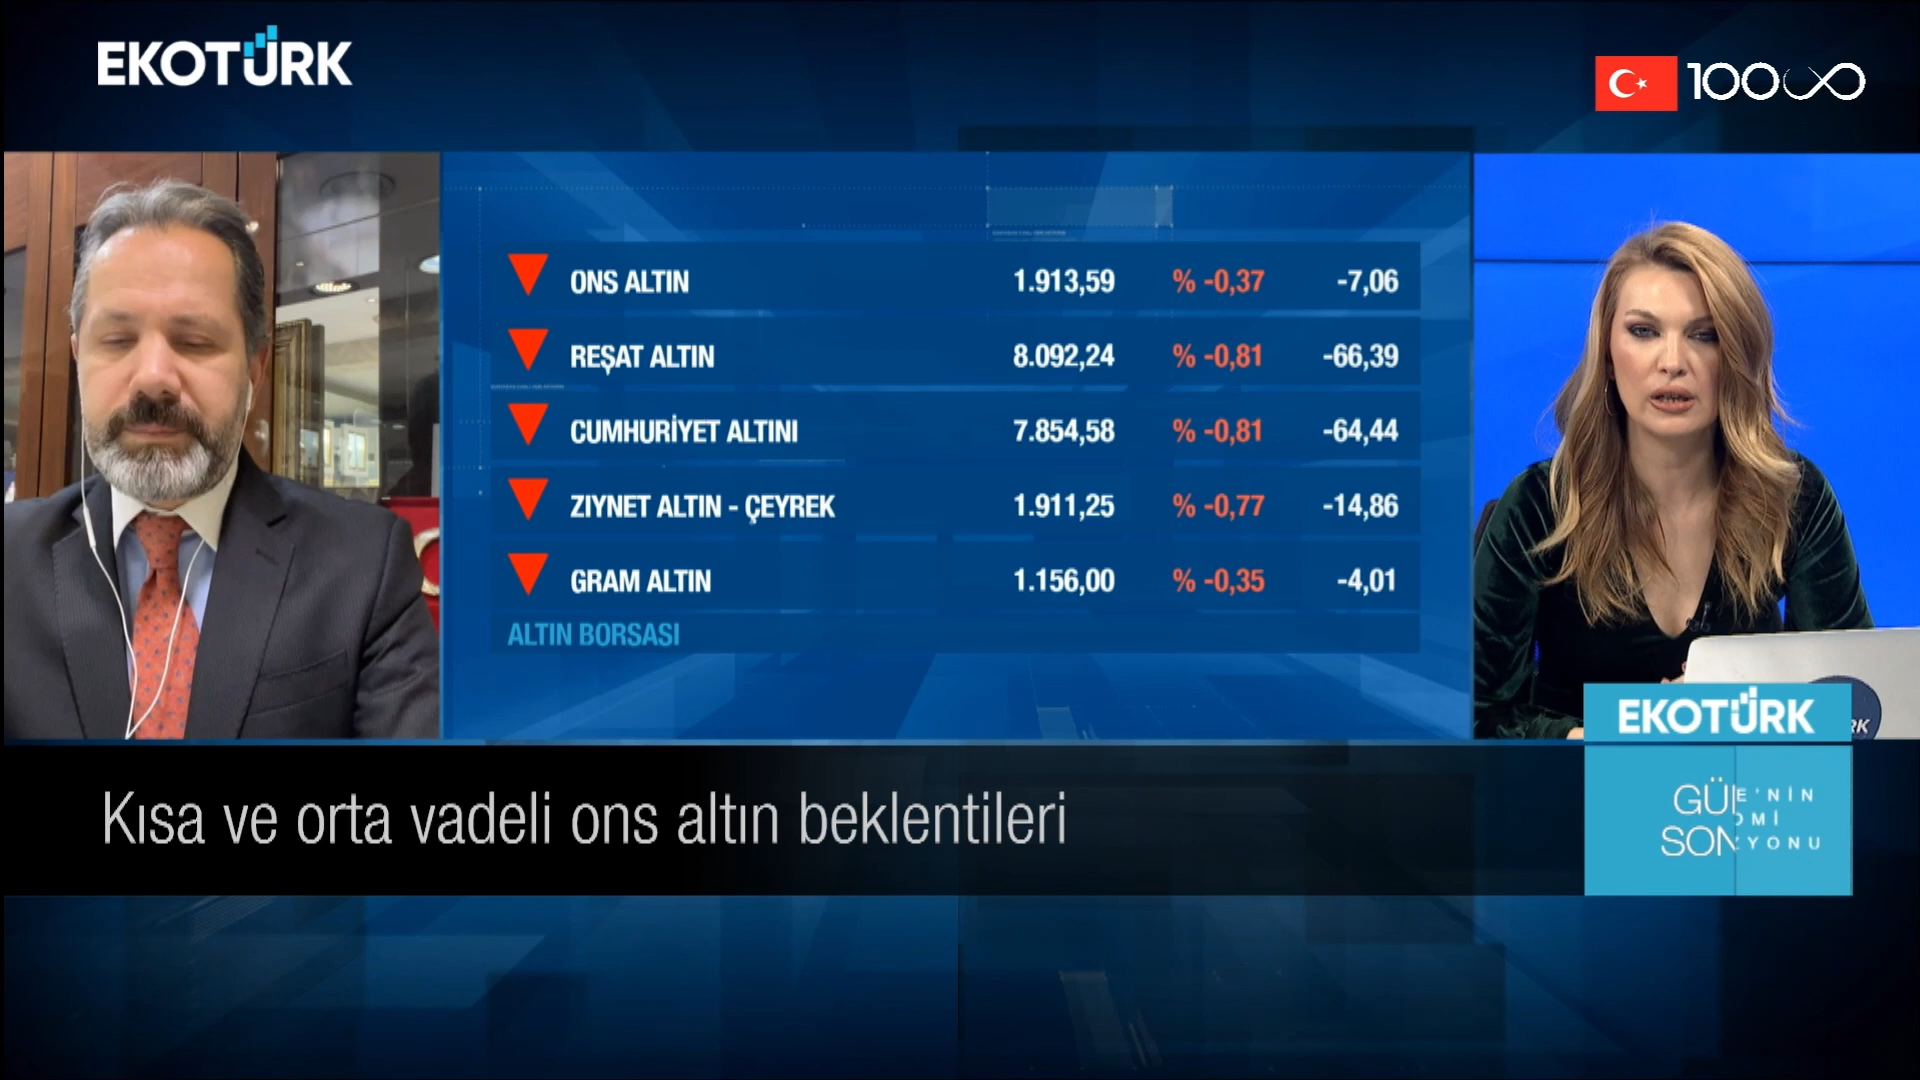 EKOTÜRK
100
ONS ALTIN 1.913,59 % -0,37 -7,06
REŞAT ALTIN 8.092,24 % -0,81 -66,39
CUMHURİYET ALTINI 7.854,58 % -0,81 -64,44
ZIYNET ALTIN - ÇEYREK 1.911,25 % -0,77 -14,86
GRAM ALTIN 1.156,00 % -0,35 -4,01
ALTIN BORSASI
EKOTÜRK
RK
Kısa ve orta vadeli ons altın beklentileri